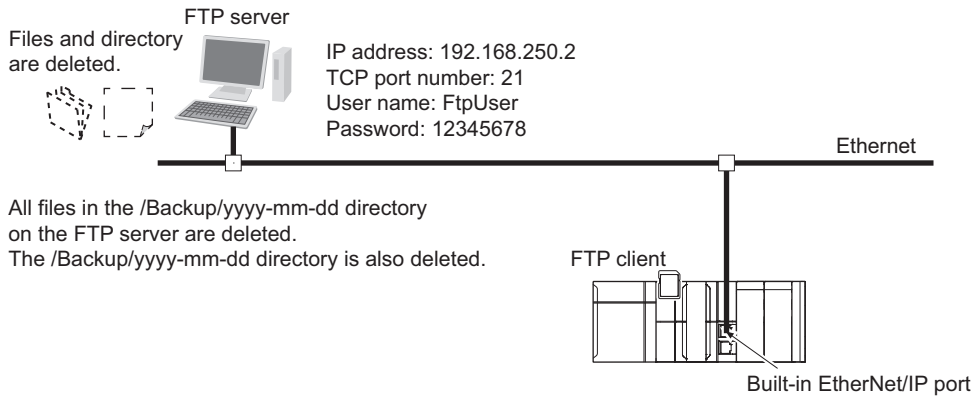 FTP server
Files and directory
are deleted.
IP address: 192.168.250.2
TCP port number: 21
User name: FtpUser
Password: 12345678
Ethernet
All files in the /Backup/yyyy-mm-dd directory
on the FTP server are deleted.
The /Backup/yyyy-mm-dd directory is also deleted.
FTP client
Built-in EtherNet/IP port